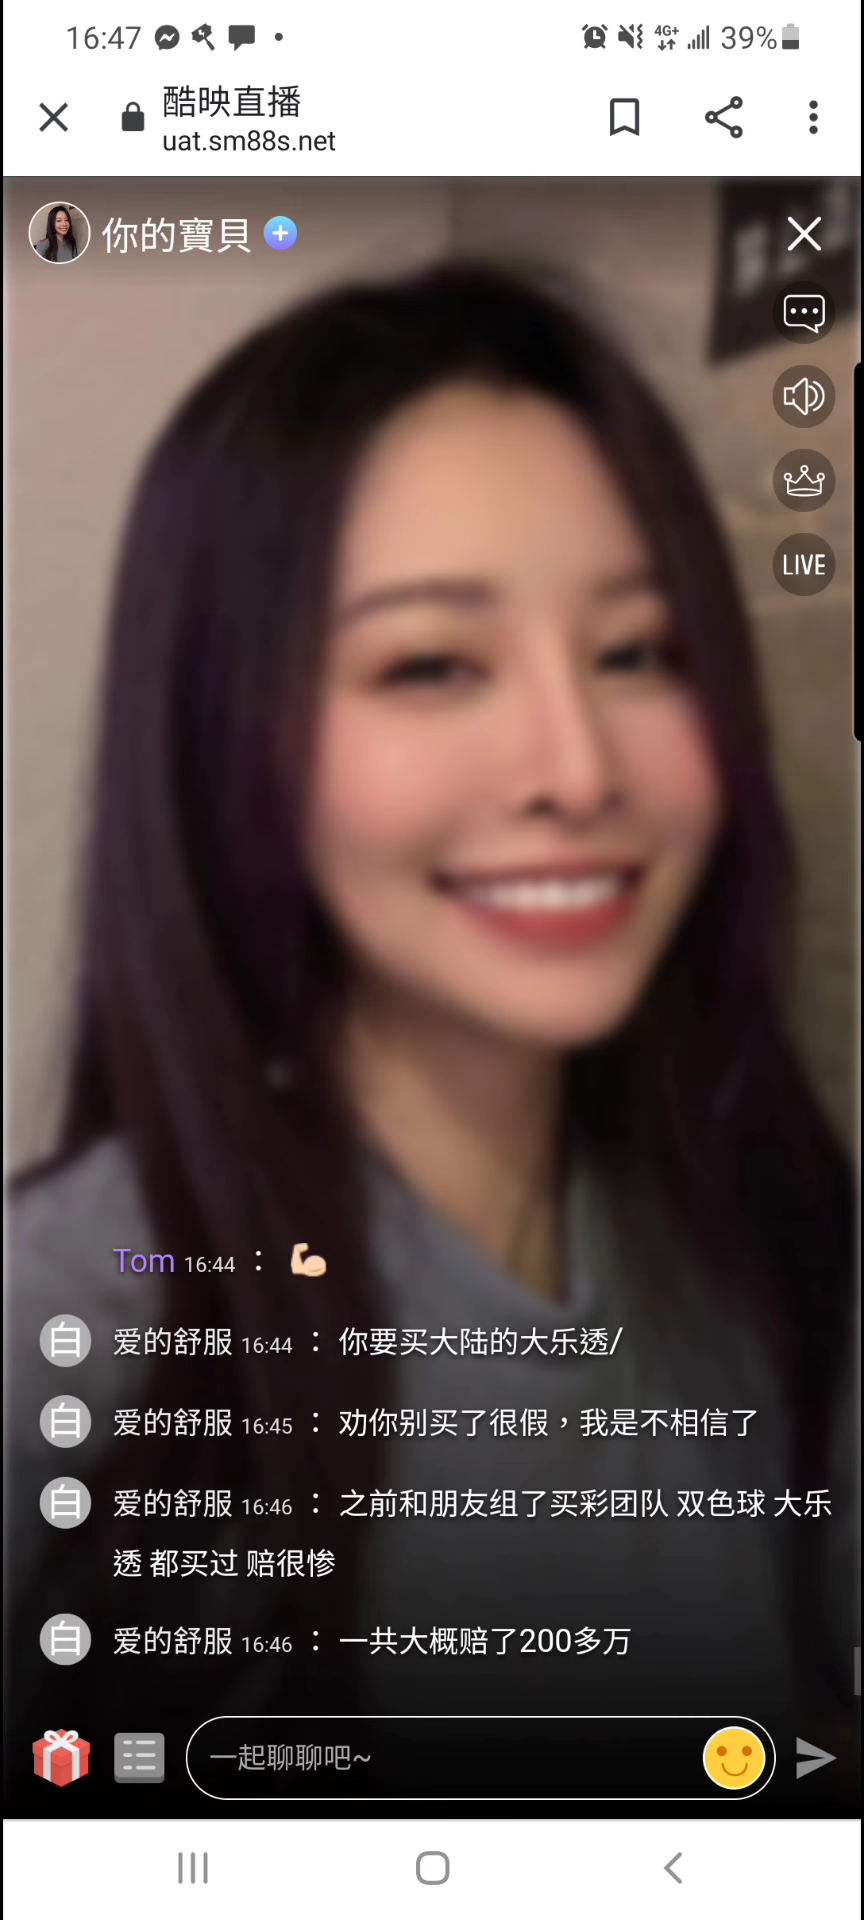 16:47
4G+
39%
酷映直播
uat.sm88s.net
你的寶貝
LIVE
Tom 16:44 : 💪🏻
白 爱的舒服 16:44 : 你要买大陆的大乐透/
白 爱的舒服 16:45 : 劝你别买了很假,我是不相信了
白 爱的舒服 16:46 : 之前和朋友组了买彩团队 双色球 大乐
透 都买过 赔很惨
白 爱的舒服 16:46 : 一共大概赔了200多万
一起聊聊吧~